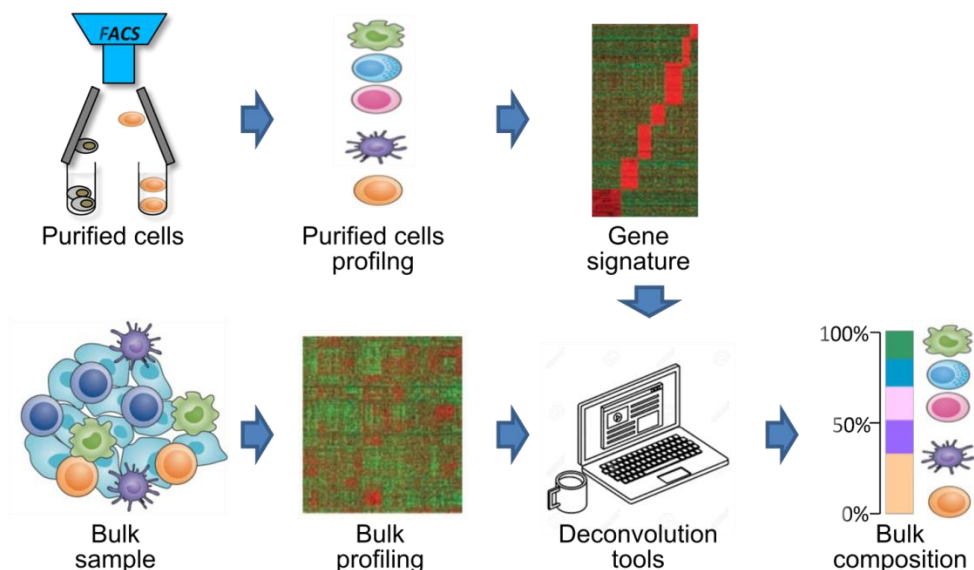 FACS
Purified cells
Purified cells
profilng
Gene
signature
100%
50%
0%
Bulk
sample
Bulk
profiling
Deconvolution
tools
Bulk
composition